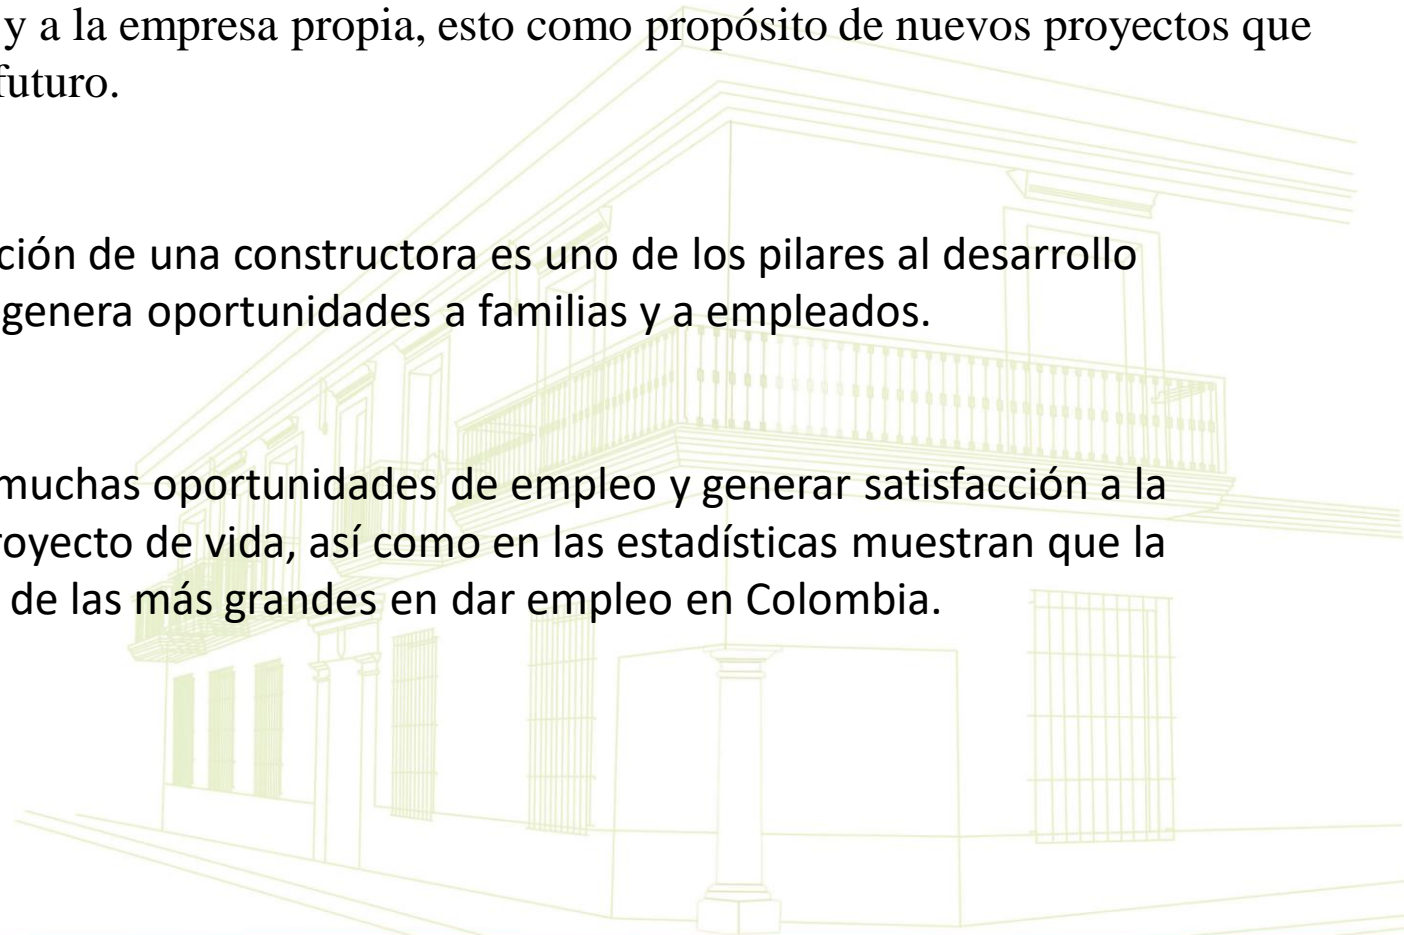 y a la empresa propia, esto como propósito de nuevos proyectos que
futuro.
ción de una constructora es uno de los pilares al desarrollo
genera oportunidades a familias y a empleados.
muchas oportunidades de empleo y generar satisfacción a la
royecto de vida, así como en las estadísticas muestran que la
de las más grandes en dar empleo en Colombia.